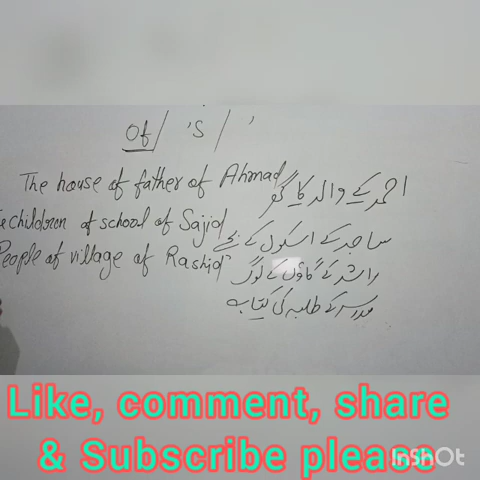 Of / 'S / '
The house of father of Ahmad احمد کے والد کا گھر
e children of school of Sajid ساجد کے اسکول کے بچے
People of village of Rashid راشد کے گاؤں کے لوگ
مدرسہ کے طلبہ کی کتاب
Like, comment, share
& Subscribe please
InShOt